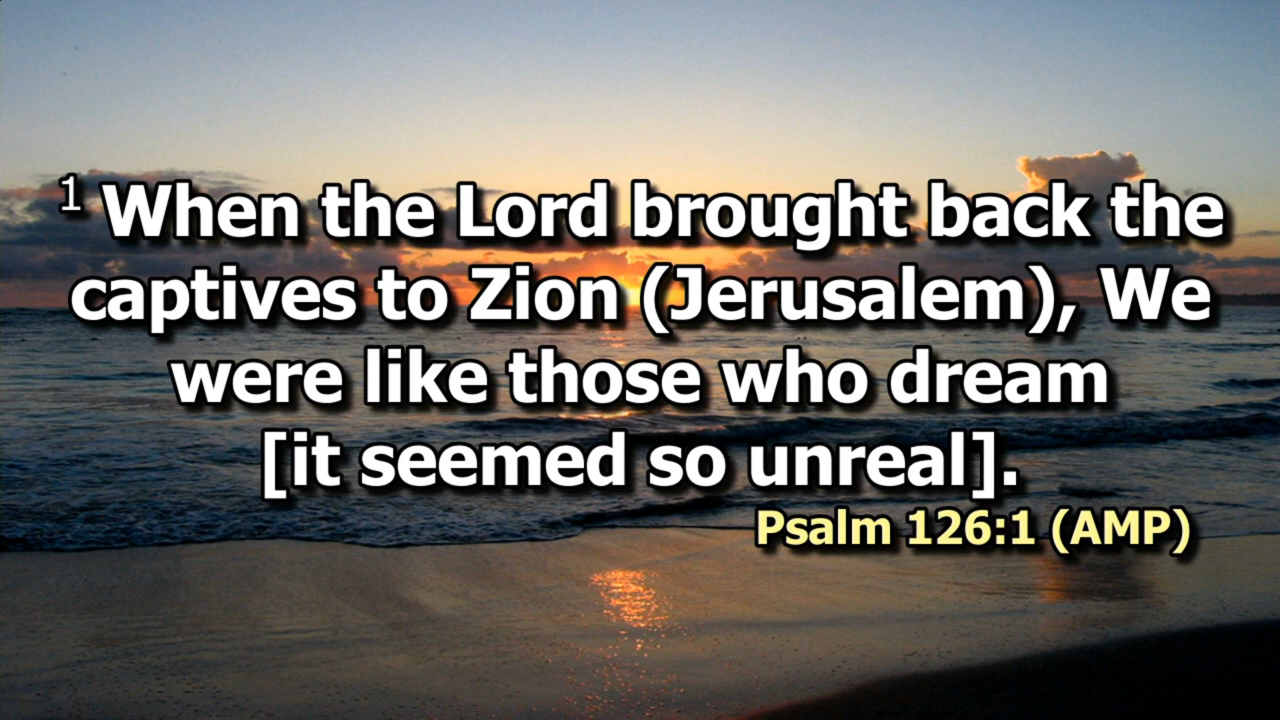 1 When the Lord brought back the
captives to Zion (Jerusalem), We
were like those who dream
[it seemed so unreal].
Psalm 126:1 (AMP)